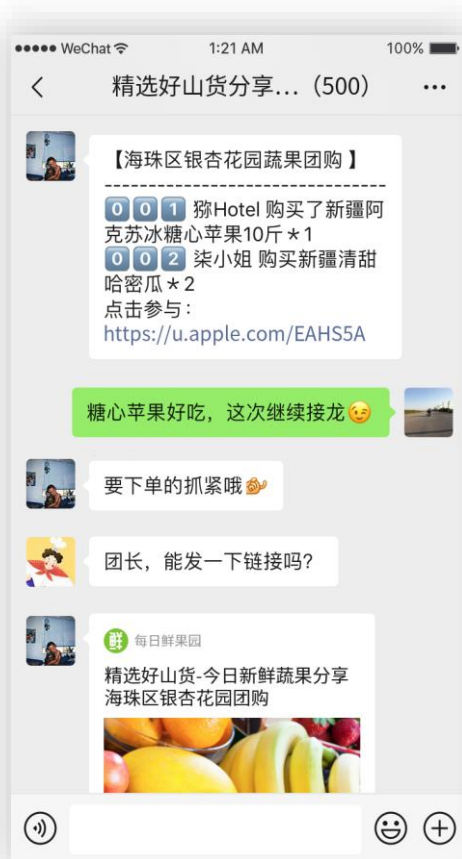 WeChat 1:21 AM 100%
精选好山货分享...（500）
【海珠区银杏花园蔬果团购 】
--------------------------------
0 0 1 猕Hotel 购买了新疆阿
克苏冰糖心苹果10斤*1
0 0 2 柒小姐 购买新疆清甜
哈密瓜*2
点击参与:
https://u.apple.com/EAHS5A
糖心苹果好吃，这次继续接龙😉
要下单的抓紧哦
团长，能发一下链接吗?
鲜 每日鲜果园
精选好山货-今日新鲜蔬果分享
海珠区银杏花园团购